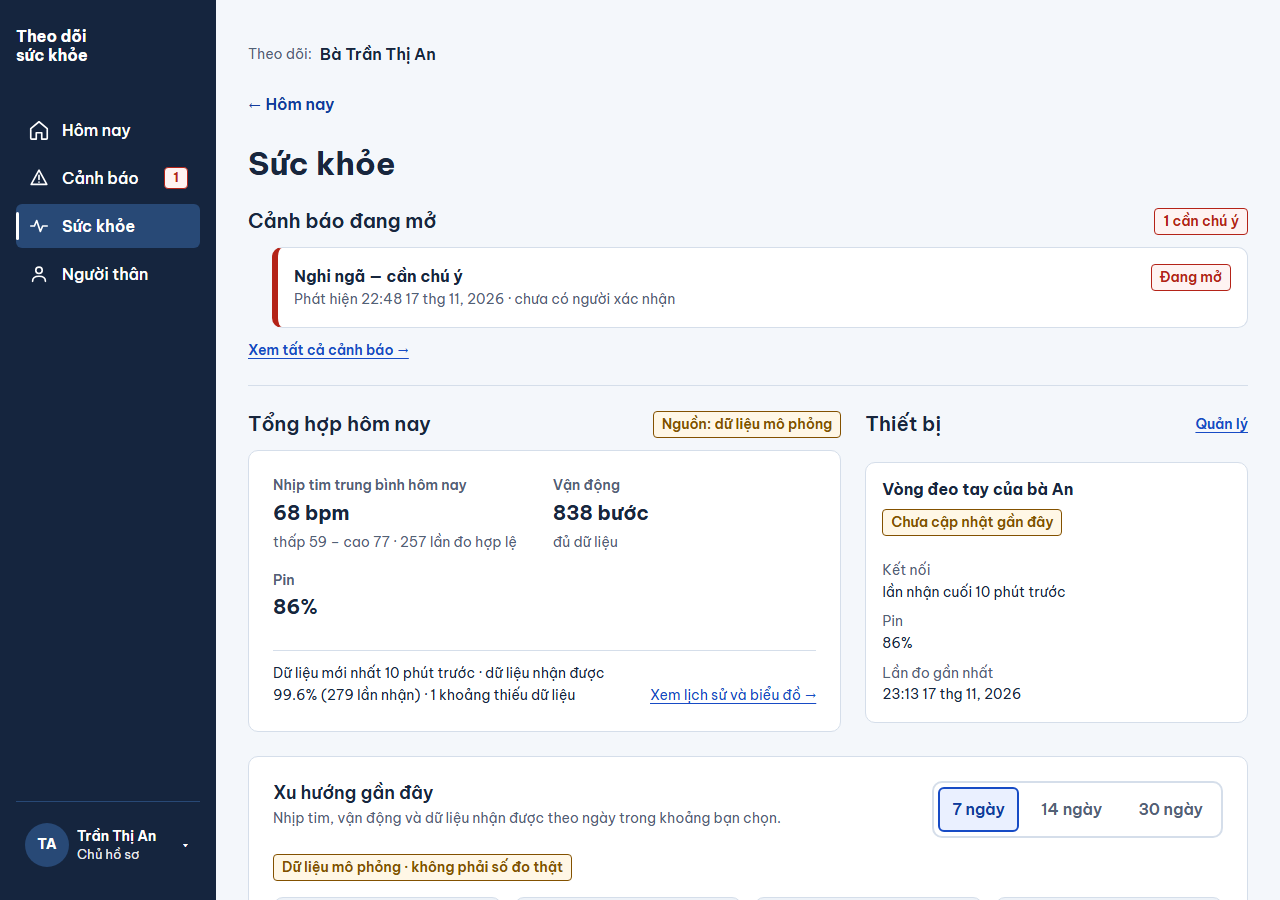 Theo dõi
sức khỏe
Hôm nay
Cảnh báo
1
Sức khỏe
Người thân
TA
Trần Thị An
Chủ hồ sơ
Theo dõi: Bà Trần Thị An
← Hôm nay
Sức khỏe
Cảnh báo đang mở
1 cần chú ý
Nghi ngã — cần chú ý
Đang mở
Phát hiện 22:48 17 thg 11, 2026 · chưa có người xác nhận
Xem tất cả cảnh báo →
Tổng hợp hôm nay
Nguồn: dữ liệu mô phỏng
Nhịp tim trung bình hôm nay
68 bpm
thấp 59 – cao 77 · 257 lần đo hợp lệ
Vận động
838 bước
đủ dữ liệu
Pin
86%
Dữ liệu mới nhất 10 phút trước · dữ liệu nhận được
99.6% (279 lần nhận) · 1 khoảng thiếu dữ liệu
Xem lịch sử và biểu đồ →
Thiết bị
Quản lý
Vòng đeo tay của bà An
Chưa cập nhật gần đây
Kết nối
lần nhận cuối 10 phút trước
Pin
86%
Lần đo gần nhất
23:13 17 thg 11, 2026
Xu hướng gần đây
Nhịp tim, vận động và dữ liệu nhận được theo ngày trong khoảng bạn chọn.
7 ngày
14 ngày
30 ngày
Dữ liệu mô phỏng · không phải số đo thật